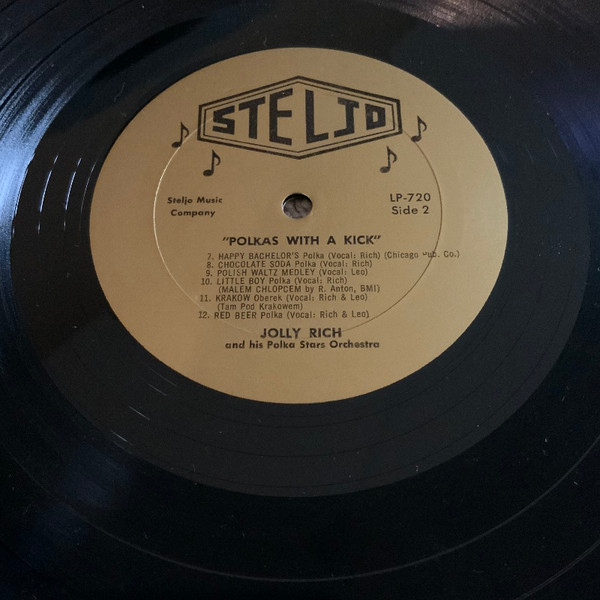 STELJO
Steljo Music
Company
LP-720
Side 2
"POLKAS WITH A KICK"
7. HAPPY BACHELOR'S Polka (Vocal: Rich) (Chicago Pub. Co.)
8. CHOCOLATE SODA Polka (Vocal: Rich)
9. POLISH WALTZ MEDLEY (Vocal: Leo)
10. LITTLE BOY Polka (Vocal: Rich)
(MALEM CHLOPCEM by R. Anton, BMI)
11. KRAKOW Oberek (Vocal: Rich & Leo)
(Tam Pod Krakowem)
12. RED BEER Polka (Vocal: Rich & Leo)
JOLLY RICH
and his Polka Stars Orchestra